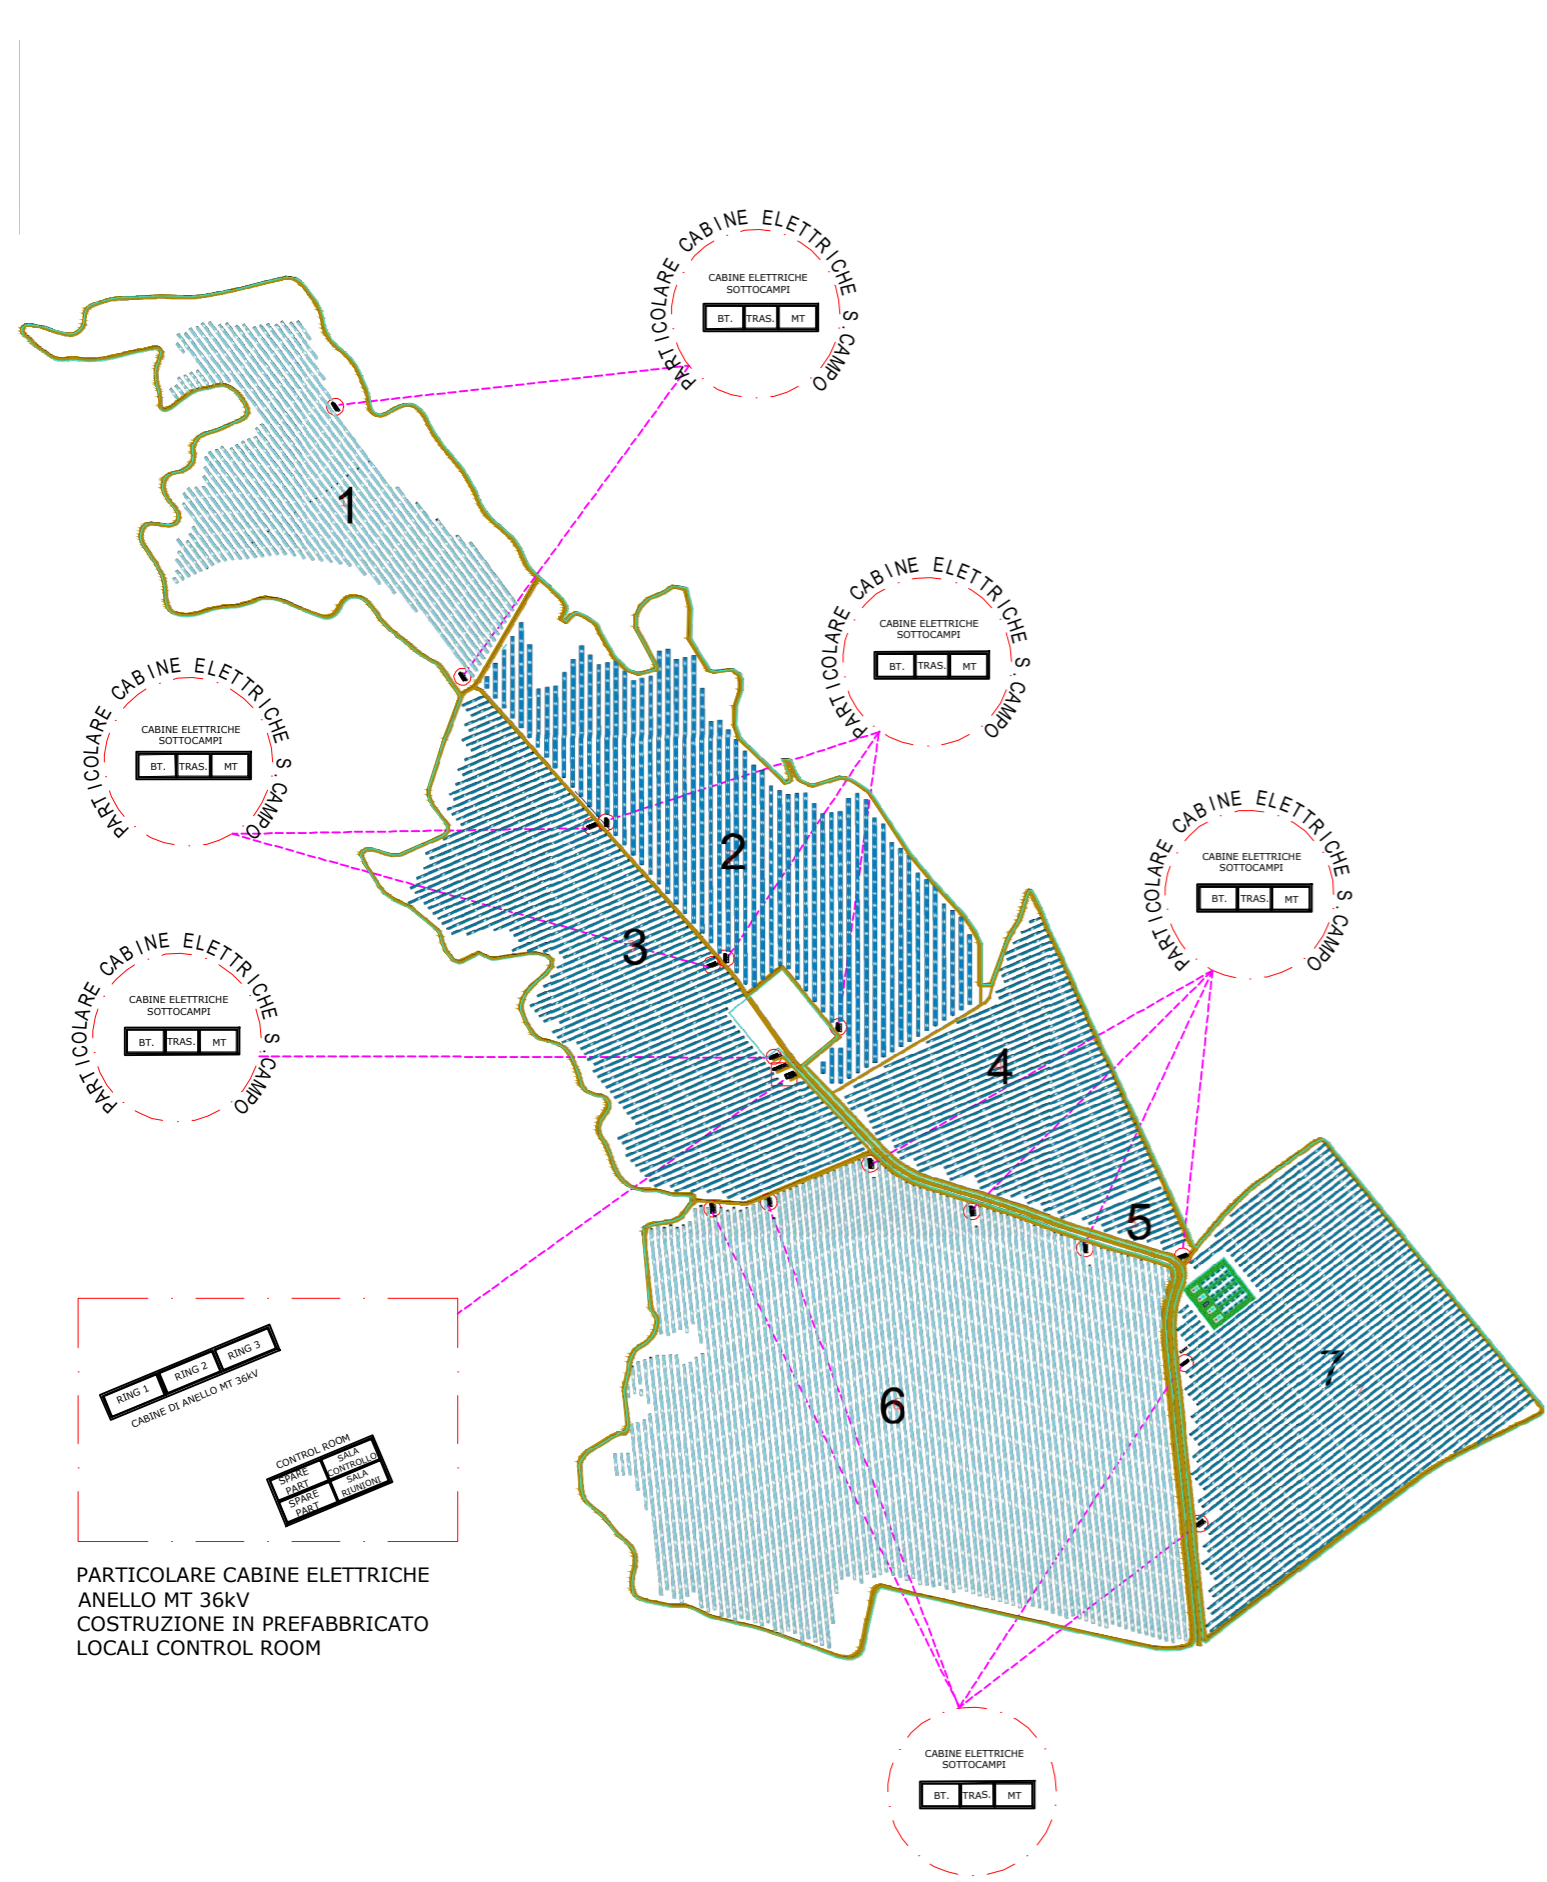 PARTICOLARE CABINE ELETTRICHE S.CAMPO
CABINE ELETTRICHE
SOTTOCAMPI
BT. TRAS. MT
1
PARTICOLARE CABINE ELETTRICHE S.CAMPO
CABINE ELETTRICHE
SOTTOCAMPI
BT. TRAS. MT
PARTICOLARE CABINE ELETTRICHE S.CAMPO
CABINE ELETTRICHE
SOTTOCAMPI
BT. TRAS. MT
2
PARTICOLARE CABINE ELETTRICHE S.CAMPO
CABINE ELETTRICHE
SOTTOCAMPI
BT. TRAS. MT
3
PARTICOLARE CABINE ELETTRICHE S.CAMPO
CABINE ELETTRICHE
SOTTOCAMPI
BT. TRAS. MT
4
5
7
6
RING 1 RING 2 RING 3
CABINE DI ANELLO MT 36kV
CONTROL ROOM
SPARE PART
SALA CONTROLLO
SPARE PART
SALA RIUNIONI
PARTICOLARE CABINE ELETTRICHE
ANELLO MT 36kV
COSTRUZIONE IN PREFABBRICATO
LOCALI CONTROL ROOM
CABINE ELETTRICHE
SOTTOCAMPI
BT. TRAS. MT